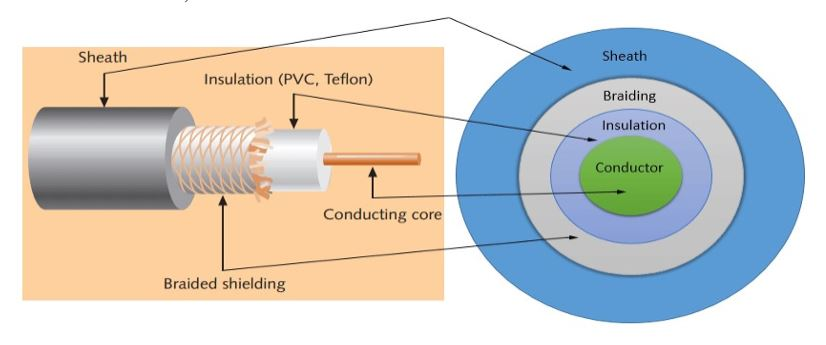 Sheath
Insulation (PVC, Teflon)
Conducting core
Braided shielding
Sheath
Braiding
Insulation
Conductor